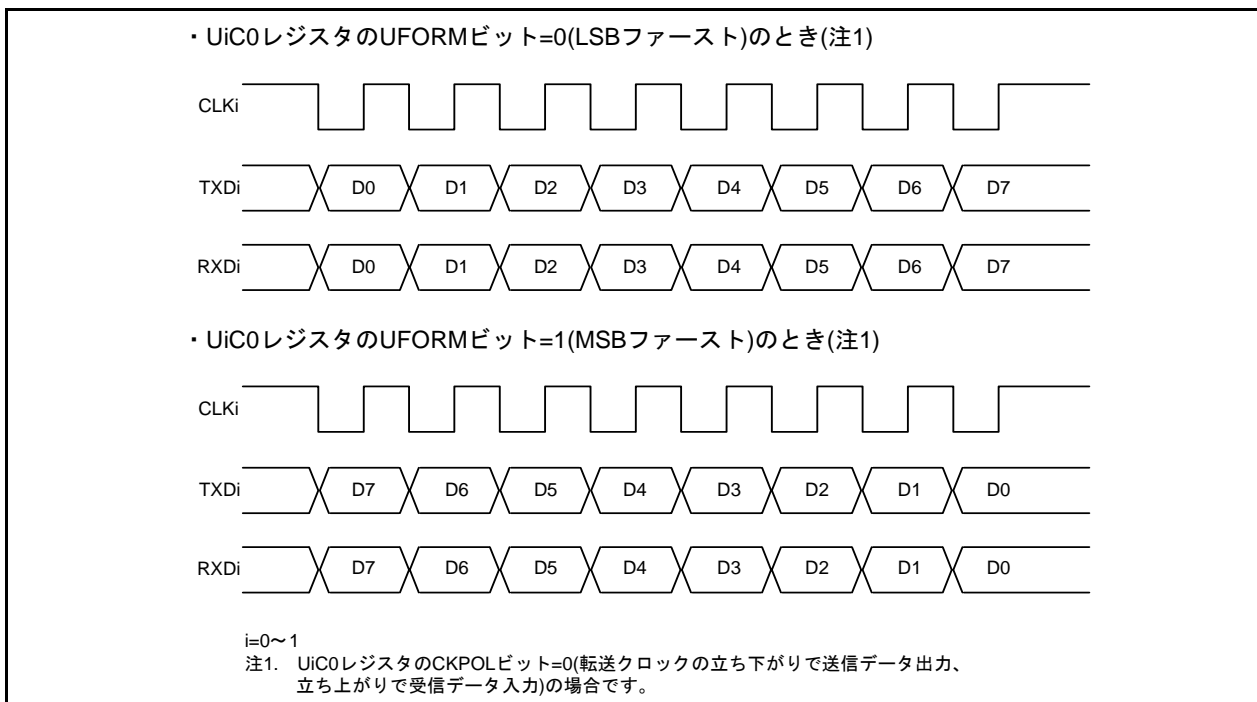 ・UiC0レジスタのUFORMビット=0(LSBファースト)のとき(注1)
CLKi
TXDi D0 D1 D2 D3 D4 D5 D6 D7
RXDi D0 D1 D2 D3 D4 D5 D6 D7
・UiC0レジスタのUFORMビット=1(MSBファースト)のとき(注1)
CLKi
TXDi D7 D6 D5 D4 D3 D2 D1 D0
RXDi D7 D6 D5 D4 D3 D2 D1 D0
i=0～1
注1. UiC0レジスタのCKPOLビット=0(転送クロックの立ち下がりで送信データ出力、
立ち上がりで受信データ入力)の場合です。